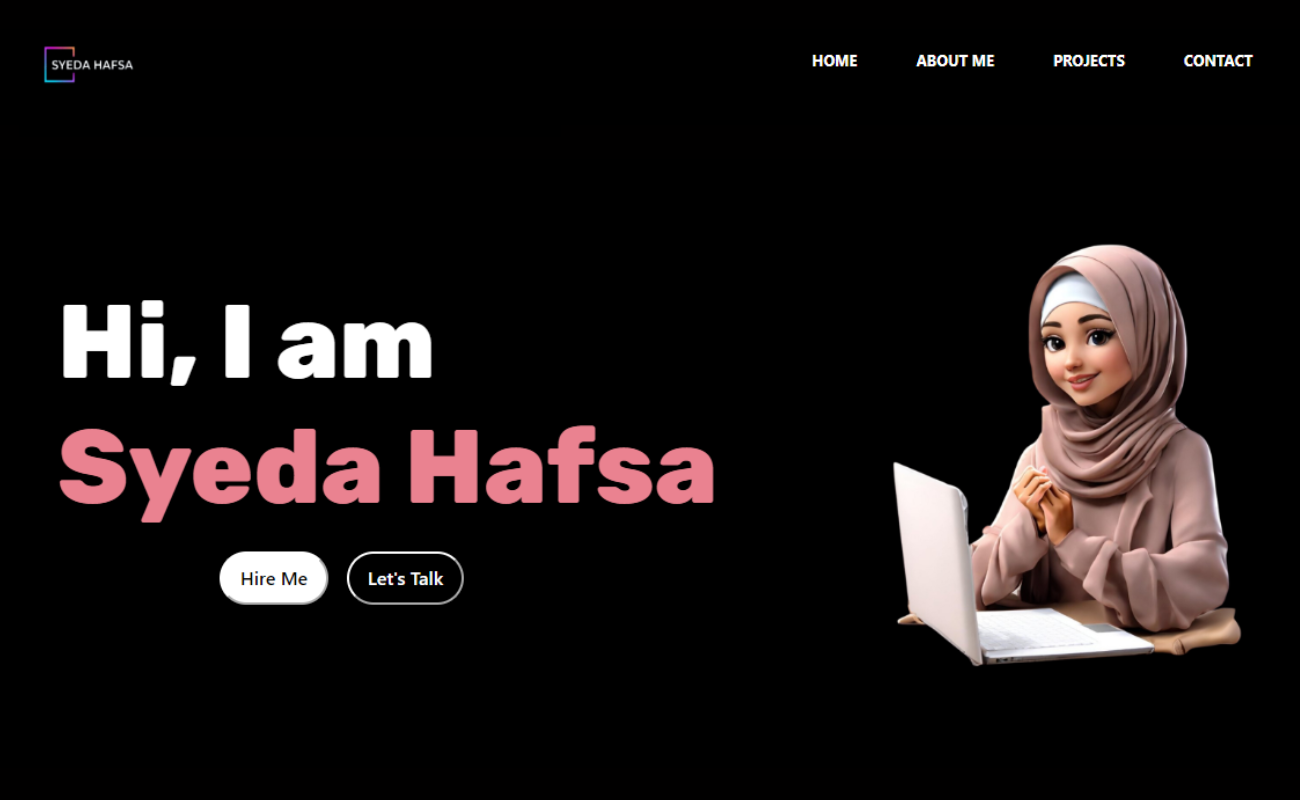 SYEDA HAFSA
HOME ABOUT ME PROJECTS CONTACT
Hi, I am
Syeda Hafsa
Hire Me Let's Talk